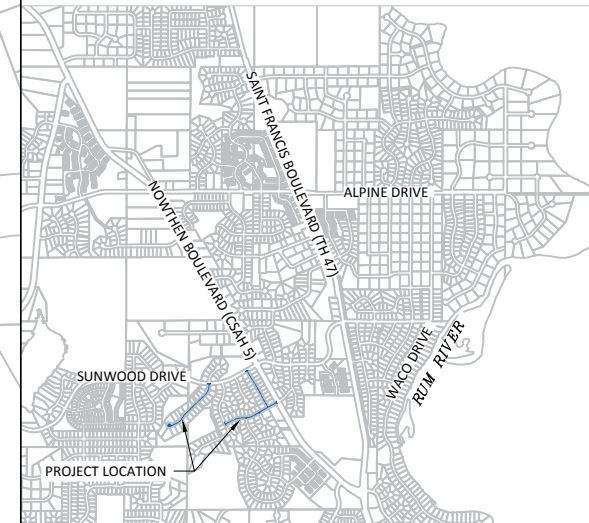 SAINT FRANCIS BOULEVARD (TH 47)
ALPINE DRIVE
NOWTHEN BOULEVARD (CSAH 5)
WACO DRIVE
RUM RIVER
SUNWOOD DRIVE
PROJECT LOCATION